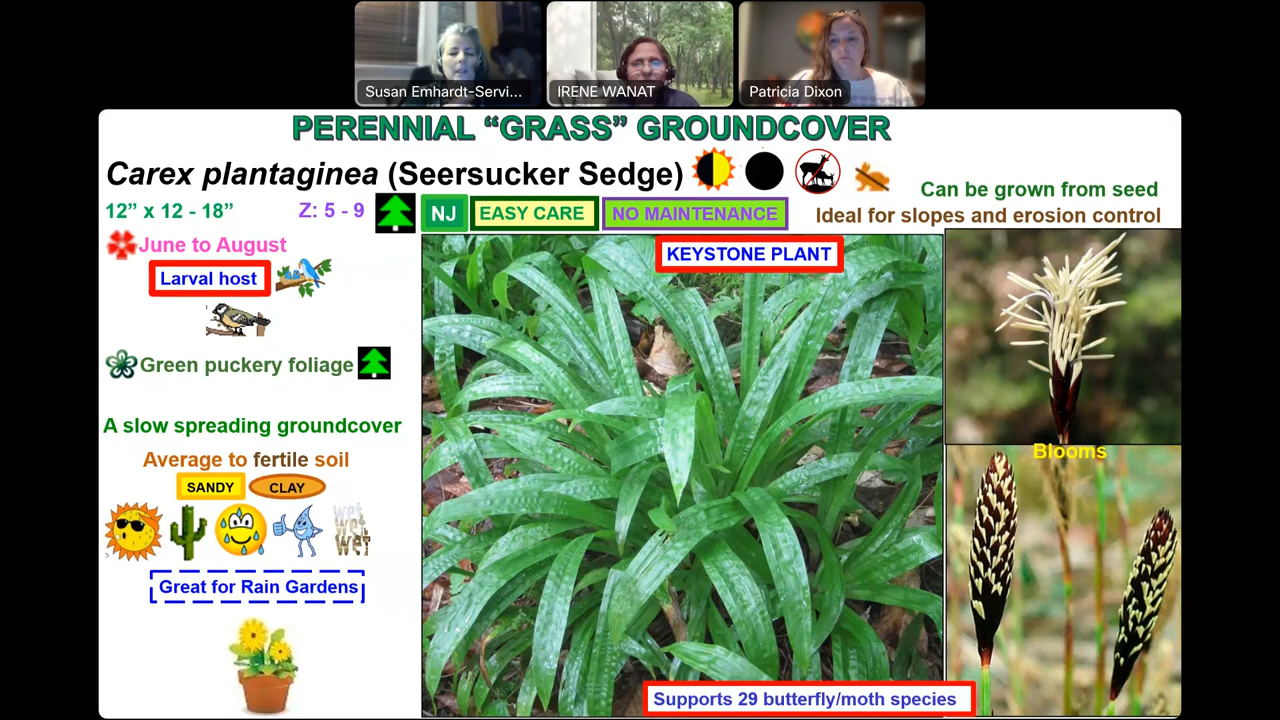 Susan Emhardt-Servi...
IRENE WANAT
Patricia Dixon
PERENNIAL “GRASS” GROUNDCOVER
Carex plantaginea (Seersucker Sedge)
Can be grown from seed
12” x 12 - 18”
Z: 5 - 9
NJ
EASY CARE
NO MAINTENANCE
Ideal for slopes and erosion control
June to August
KEYSTONE PLANT
Larval host
Green puckery foliage
A slow spreading groundcover
Blooms
Average to fertile soil
SANDY
CLAY
wet
wet
wet
Great for Rain Gardens
Supports 29 butterfly/moth species